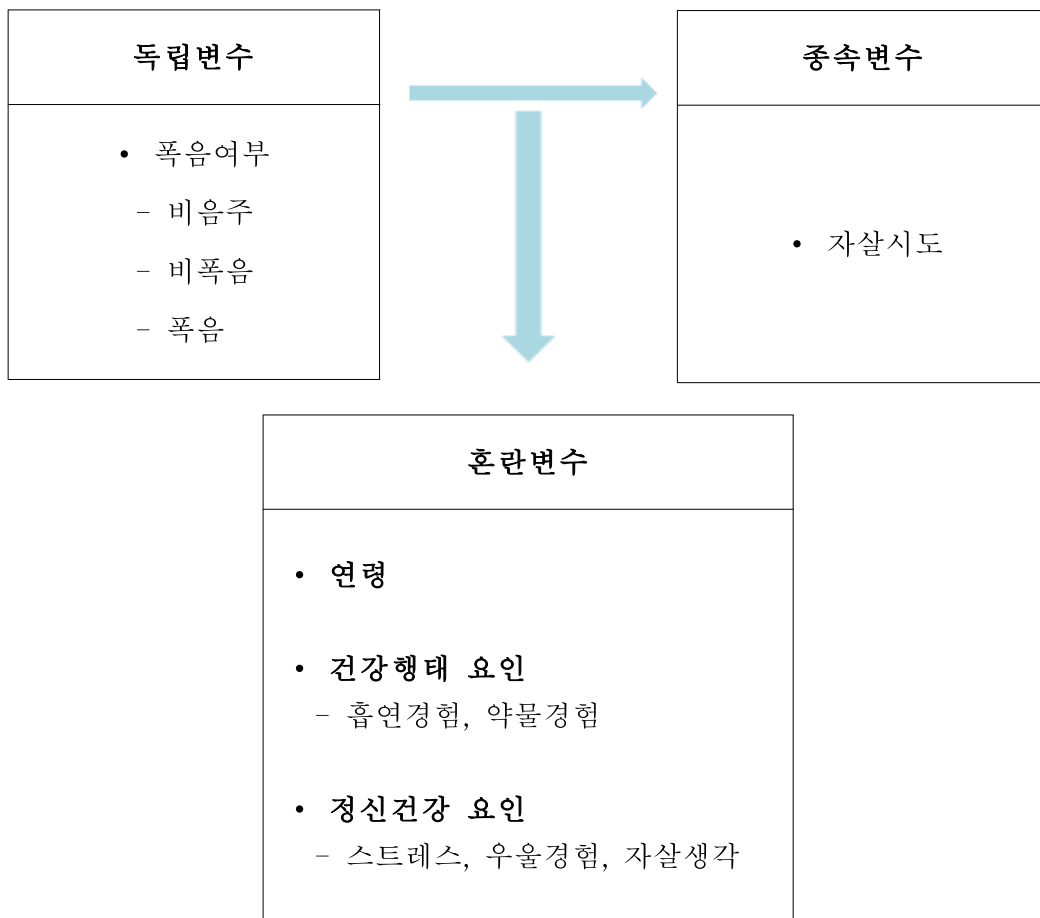 독립변수
• 폭음여부
- 비음주
- 비폭음
- 폭음
종속변수
• 자살시도
혼란변수
• 연령
• 건강행태 요인
- 흡연경험, 약물경험
• 정신건강 요인
- 스트레스, 우울경험, 자살생각